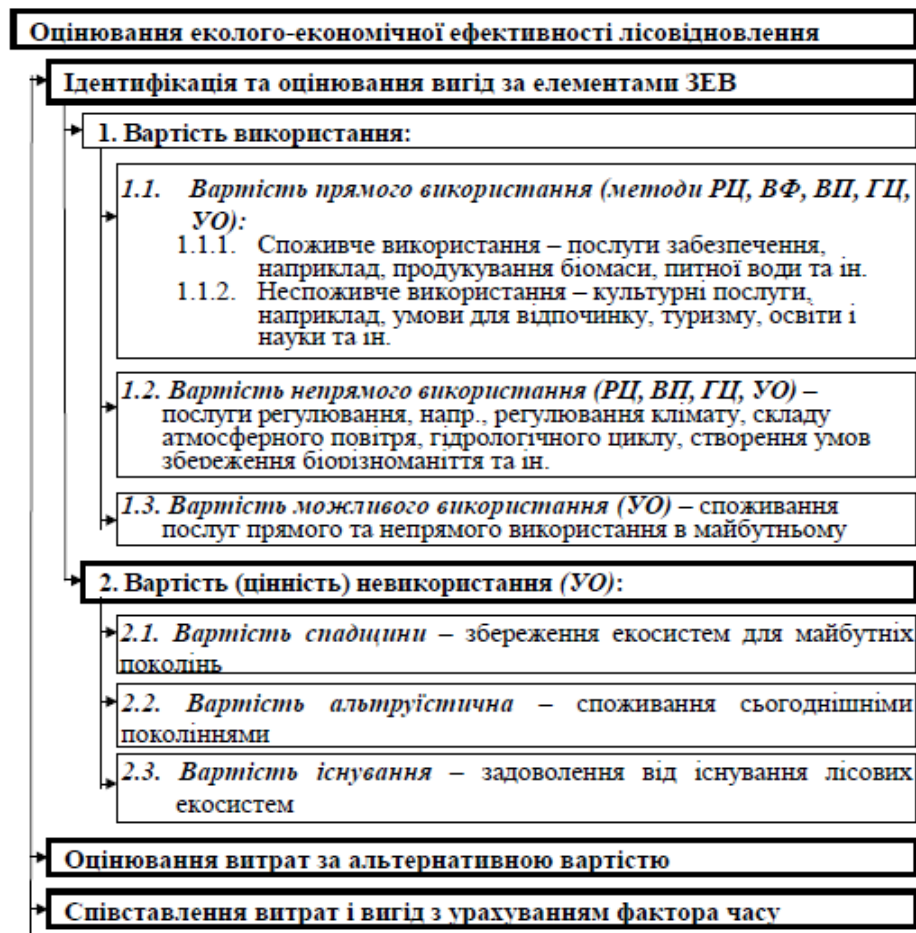 Оцінювання еколого-економічної ефективності лісовідновлення
Ідентифікація та оцінювання вигід за елементами ЗЕВ
1. Вартість використання:
1.1. Вартість прямого використання (методи РЦ, ВФ, ВП, ГЦ,
УО):
1.1.1. Споживче використання – послуги забезпечення,
наприклад, продукування біомаси, питної води та ін.
1.1.2. Неспоживче використання – культурні послуги,
наприклад, умови для відпочинку, туризму, освіти і
науки та ін.
1.2. Вартість непрямого використання (РЦ, ВП, ГЦ, УО) –
послуги регулювання, напр., регулювання клімату, складу
атмосферного повітря, гідрологічного циклу, створення умов
збереження біорізноманіття та ін.
1.3. Вартість можливого використання (УО) – споживання
послуг прямого та непрямого використання в майбутньому
2. Вартість (цінність) невикористання (УО):
2.1. Вартість спадщини – збереження екосистем для майбутніх
поколінь
2.2. Вартість альтруїстична – споживання сьогоднішніми
поколіннями
2.3. Вартість існування – задоволення від існування лісових
екосистем
Оцінювання витрат за альтернативною вартістю
Співставлення витрат і вигід з урахуванням фактора часу